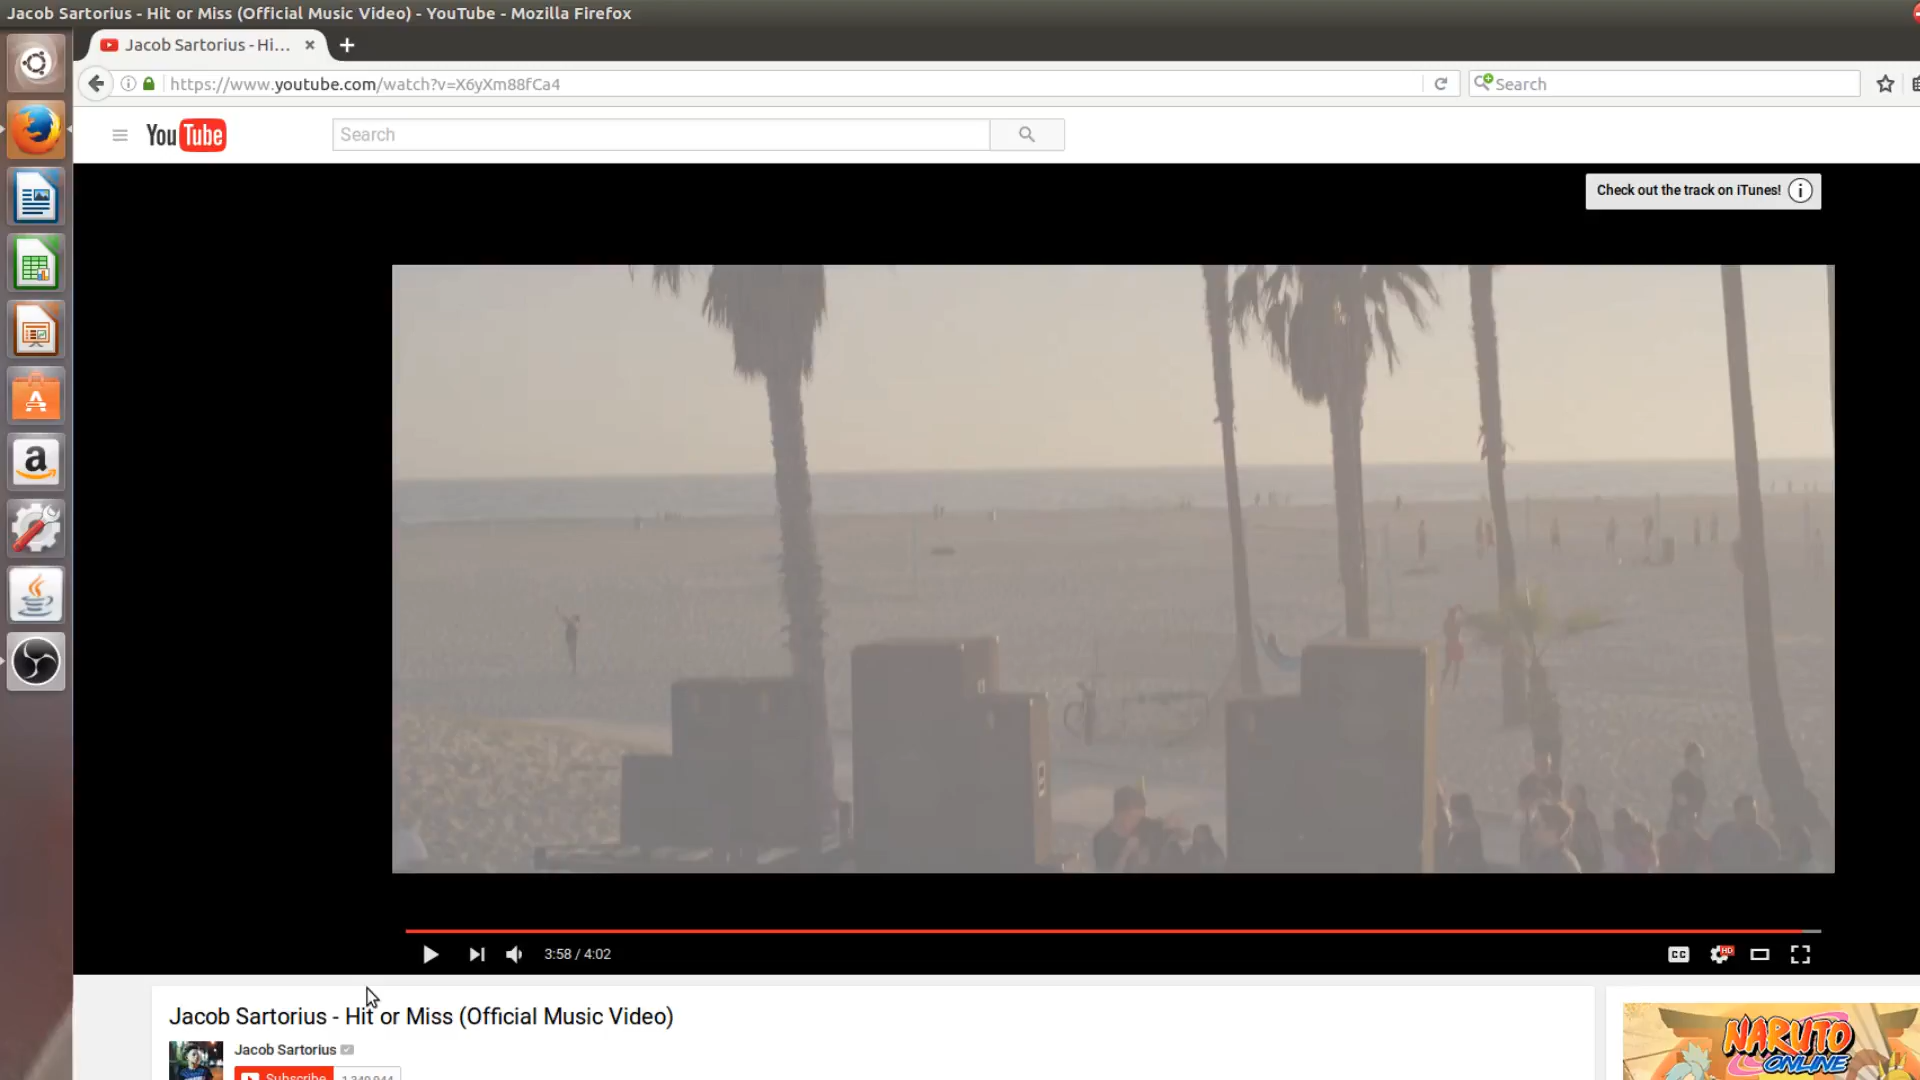 Jacob Sartorius - Hit or Miss (Official Music Video) - YouTube - Mozilla Firefox
Jacob Sartorius - Hi...
https://www.youtube.com/watch?v=X6yXm88fCa4
Search
YouTube
Search
Check out the track on iTunes!
3:58 / 4:02
CC
HD
Jacob Sartorius - Hit or Miss (Official Music Video)
Jacob Sartorius
Subscribe
NARUTO
ONLINE